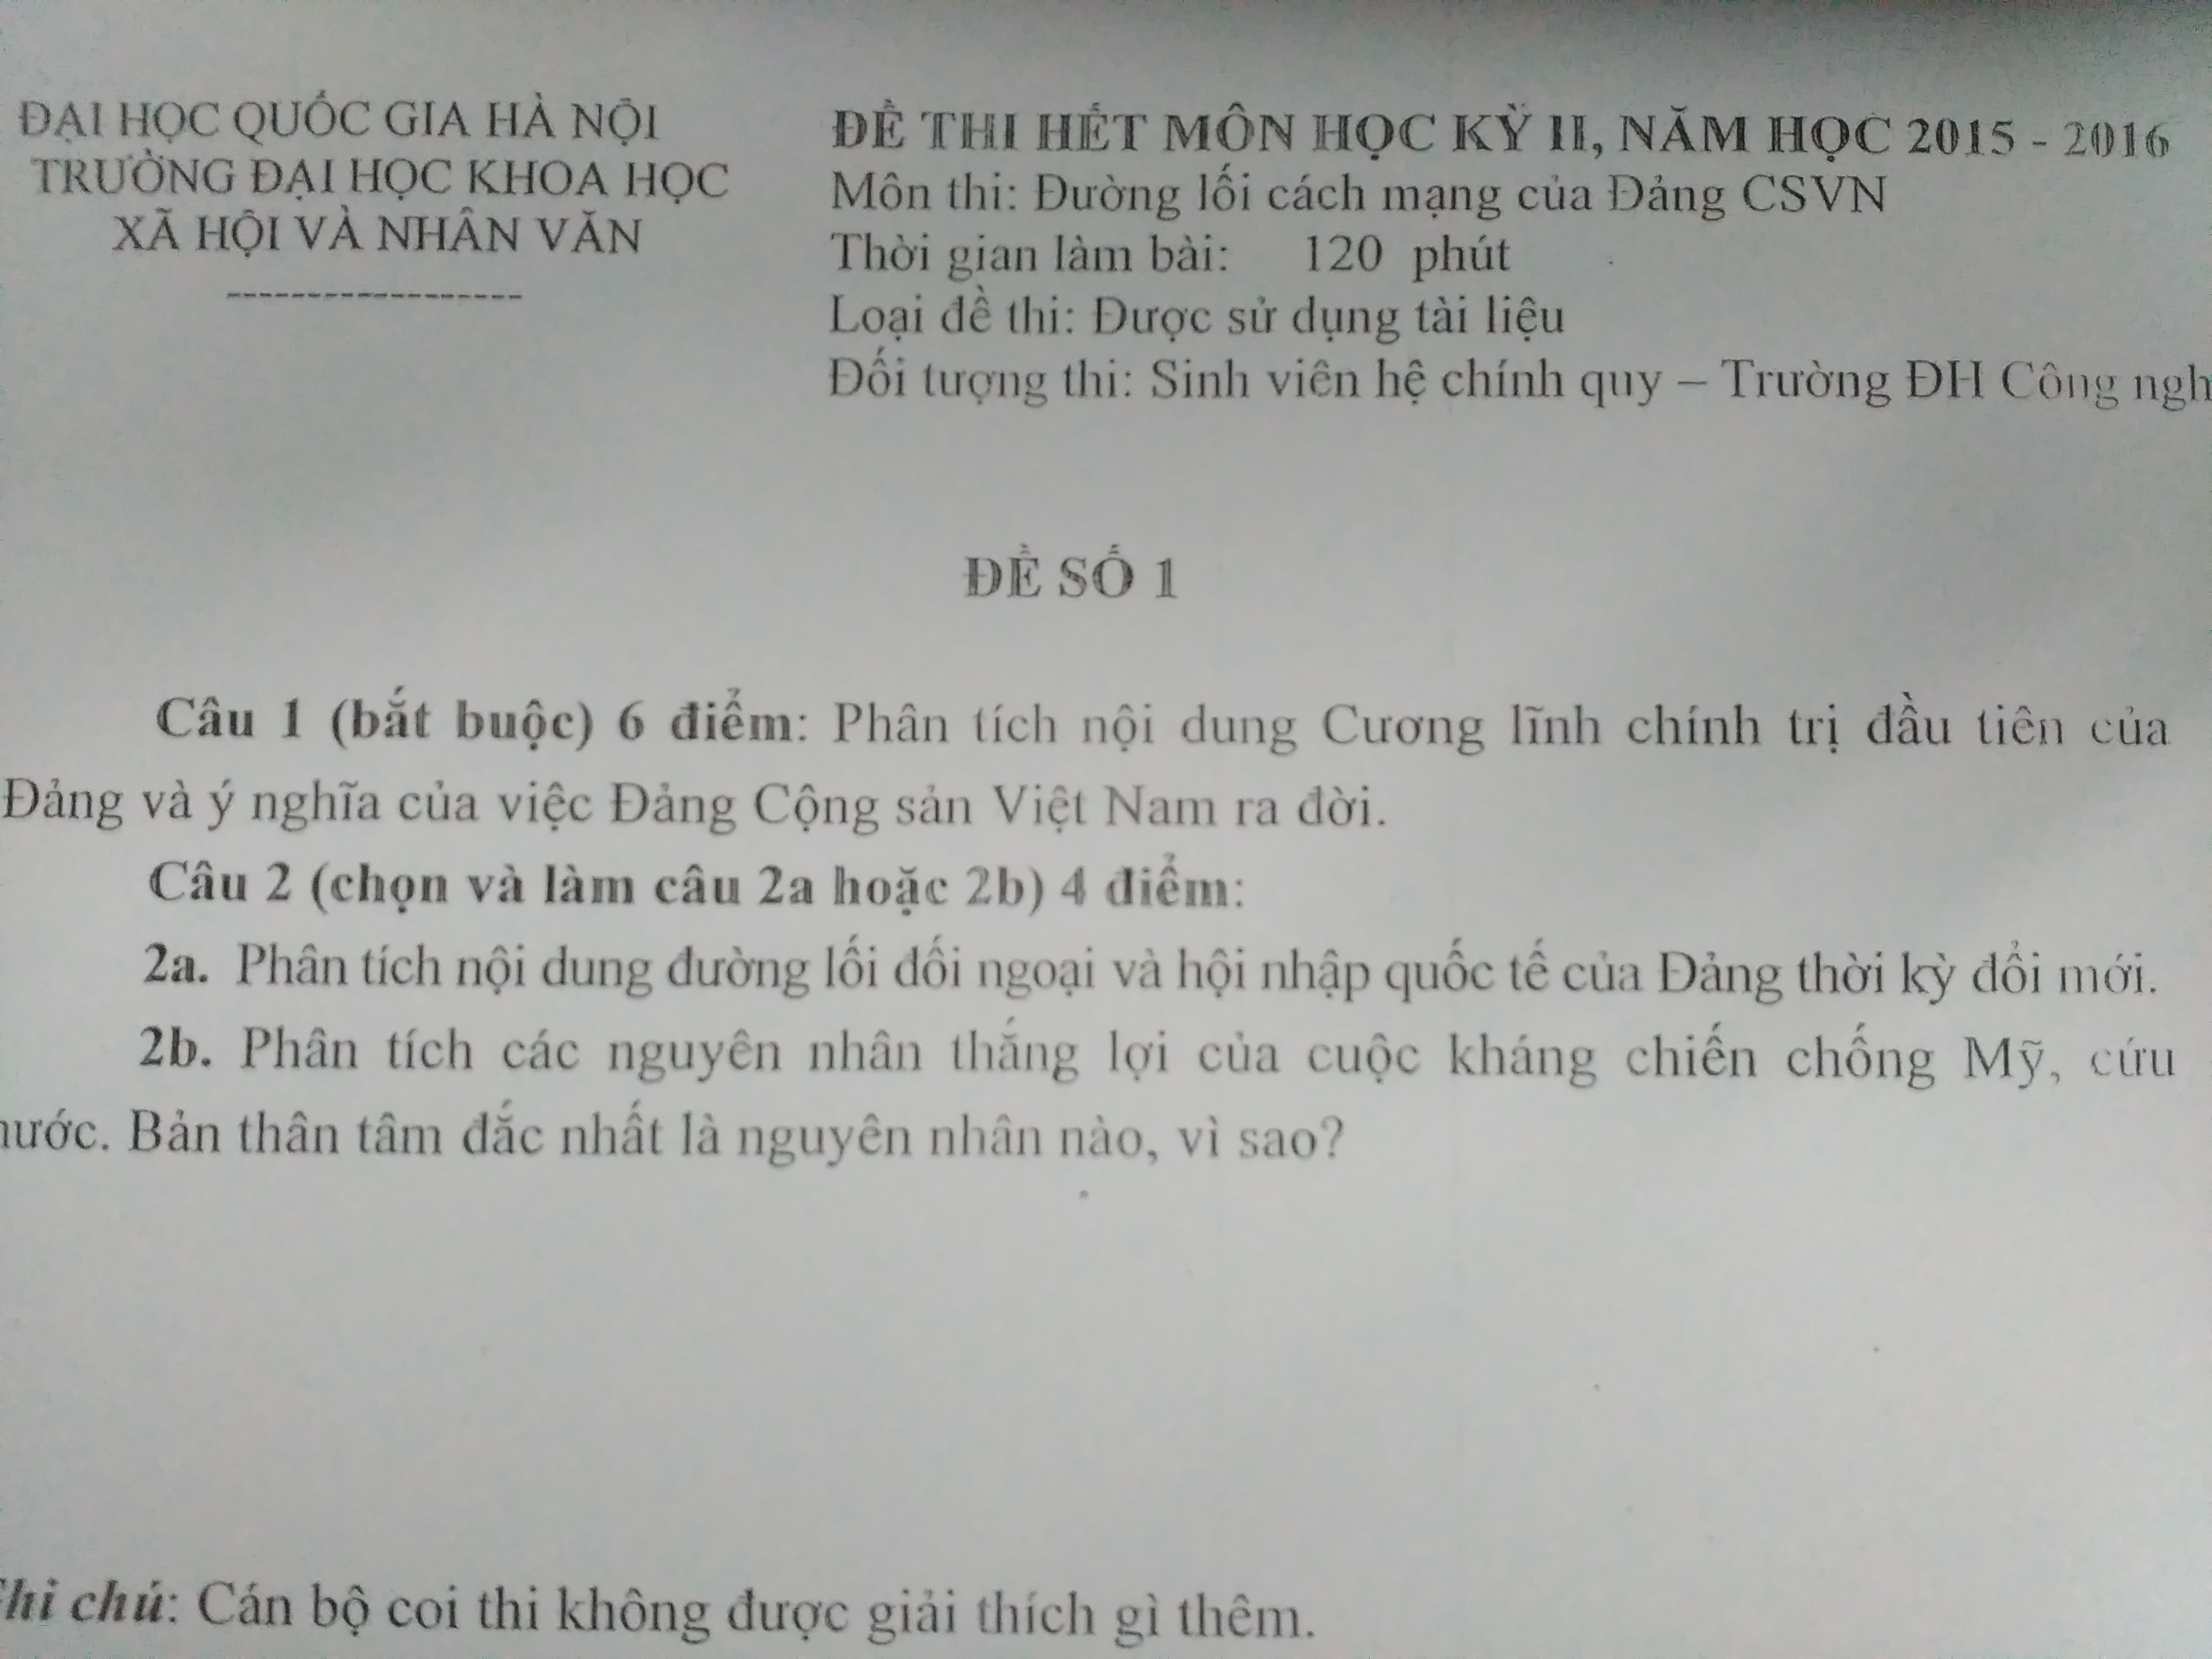 ĐẠI HỌC QUỐC GIA HÀ NỘI
TRƯỜNG ĐẠI HỌC KHOA HỌC
XÃ HỘI VÀ NHÂN VĂN
------------------
ĐỀ THI HẾT MÔN HỌC KỲ II, NĂM HỌC 2015 - 2016
Môn thi: Đường lối cách mạng của Đảng CSVN
Thời gian làm bài: 120 phút
Loại đề thi: Được sử dụng tài liệu
Đối tượng thi: Sinh viên hệ chính quy – Trường ĐH Công
ĐỀ SỐ 1
Câu 1 (bắt buộc) 6 điểm: Phân tích nội dung Cương lĩnh chính trị đầu tiên của
Đảng và ý nghĩa của việc Đảng Cộng sản Việt Nam ra đời.
Câu 2 (chọn và làm câu 2a hoặc 2b) 4 điểm:
2a. Phân tích nội dung đường lối đối ngoại và hội nhập quốc tế của Đảng thời kỳ đổi mới.
2b. Phân tích các nguyên nhân thắng lợi của cuộc kháng chiến chống Mỹ, cứu
nước. Bản thân tâm đắc nhất là nguyên nhân nào, vì sao?
chú: Cán bộ coi thi không được giải thích gì thêm.